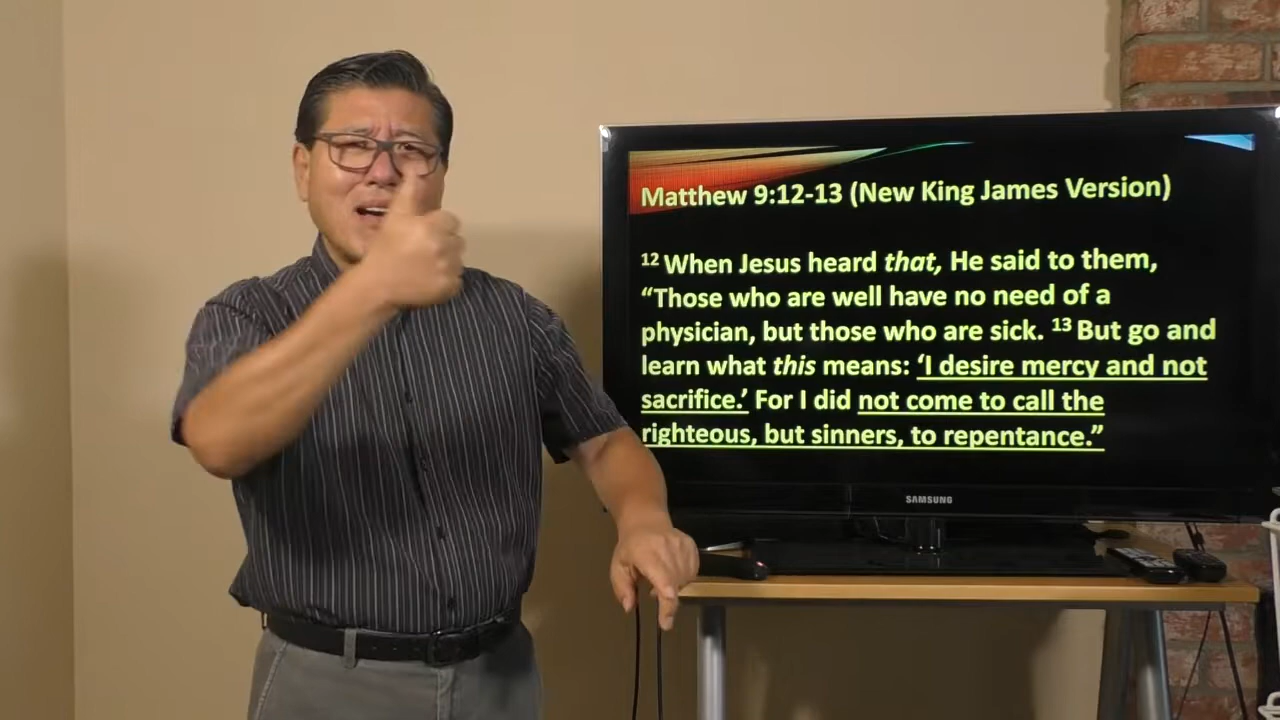 Matthew 9:12-13 (New King James Version)
12 When Jesus heard that, He said to them,
“Those who are well have no need of a
physician, but those who are sick. 13 But go and
learn what this means: ‘I desire mercy and not
sacrifice.’ For I did not come to call the
righteous, but sinners, to repentance.”
SAMSUNG